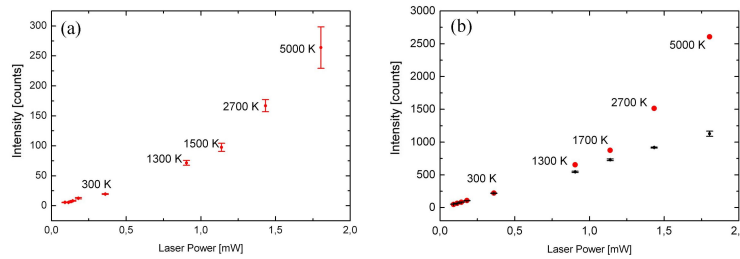 (a)
Intensity [counts]
300
250
200
150
100
50
0
5000 K
2700 K
1500 K
1300 K
300 K
0,0 0,5 1,0 1,5 2,0
Laser Power [mW]
(b)
Intensity [counts]
3000
2500
2000
1500
1000
500
0
5000 K
2700 K
1700 K
1300 K
300 K
0,0 0,5 1,0 1,5 2,0
Laser Power [mW]